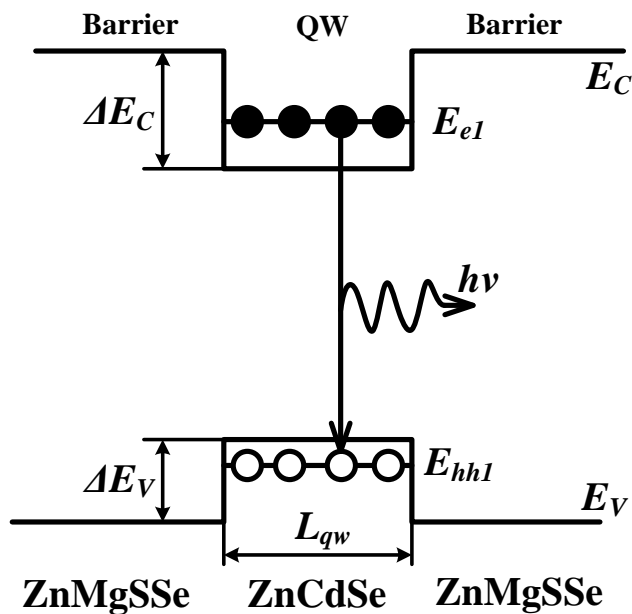 Barrier QW Barrier
ΔE_C E_C
E_e1
hν
ΔE_V E_hh1
E_V
L_qw
ZnMgSSe ZnCdSe ZnMgSSe